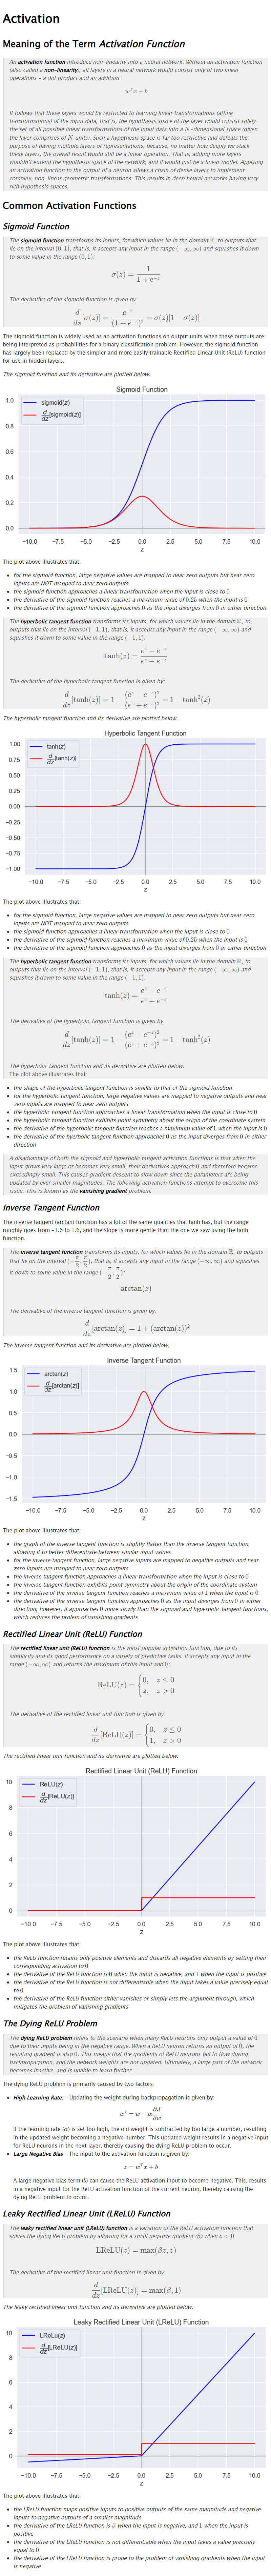 Activation
Meaning of the Term Activation Function
An activation function introduce non-linearity into a neural network. Without an activation function
(also called a non-linearity), all layers in a neural network would consist only of two linear
operations – a dot product and an addition:
w^T x + b
It follows that these layers would be restricted to learning linear transformations (affine
transformations) of the input data, that is, the hypothesis space of the layer would consist solely
the set of all possible linear transformations of the input data into a N-dimensional space (given
the layer comprises of N units). Such a hypothesis space is far too restrictive and defeats the
purpose of having multiple layers of representations, because, no matter how deeply we stack
these layers, the overall result would still be a linear operation. That is, adding more layers
wouldn't extend the hypothesis space of the network, and it would just be a linear model. Applying
an activation function to the output of a neuron allows a chain of dense layers to implement
complex, non-linear geometric transformations. This results in deep neural networks having very
rich hypothesis spaces.
Common Activation Functions
Sigmoid Function
The sigmoid function transforms its inputs, for which values lie in the domain ℝ, to outputs that
lie on the interval (0, 1), that is, it accepts any input in the range (−∞, ∞) and squishes it down
to some value in the range (0, 1).
σ(z) = 1 / (1 + e^−z)
The derivative of the sigmoid function is given by:
d/dz [σ(z)] = e^−z / (1 + e^−z)^2 = σ(z)[1 − σ(z)]
The sigmoid function is widely used as an activation functions on output units when these outputs are
being interpreted as probabilities for a binary classification problem. However, the sigmoid function
has largely been replaced by the simpler and more easily trainable Rectified Linear Unit (ReLU) function
for use in hidden layers.
The sigmoid function and its derivative are plotted below.
Sigmoid Function
sigmoid(z)
d/dz [sigmoid(z)]
1.0
0.8
0.6
0.4
0.2
0.0
−10.0 −7.5 −5.0 −2.5 0.0 2.5 5.0 7.5 10.0
z
The plot above illustrates that:
• for the sigmoid function, large negative values are mapped to near zero outputs but near zero
inputs are NOT mapped to near zero outputs
• the sigmoid function approaches a linear transformation when the input is close to 0
• the derivative of the sigmoid function reaches a maximum value of 0.25 when the input is 0
• the derivative of the sigmoid function approaches 0 as the input diverges from 0 in either direction
The hyperbolic tangent function transforms its inputs, for which values lie in the domain ℝ, to
outputs that lie on the interval (−1, 1), that is, it accepts any input in the range (−∞, ∞) and
squishes it down to some value in the range (−1, 1).
tanh(z) = (e^z − e^−z) / (e^z + e^−z)
The derivative of the hyperbolic tangent function is given by:
d/dz [tanh(z)] = 1 − (e^z − e^−z)^2 / (e^z + e^−z)^2 = 1 − tanh^2(z)
The hyperbolic tangent function and its derivative are plotted below.
Hyperbolic Tangent Function
tanh(z)
d/dz [tanh(z)]
1.00
0.75
0.50
0.25
0.00
−0.25
−0.50
−0.75
−1.00
−10.0 −7.5 −5.0 −2.5 0.0 2.5 5.0 7.5 10.0
z
The plot above illustrates that:
• for the sigmoid function, large negative values are mapped to near zero outputs but near zero
inputs are NOT mapped to near zero outputs
• the sigmoid function approaches a linear transformation when the input is close to 0
• the derivative of the sigmoid function reaches a maximum value of 0.25 when the input is 0
• the derivative of the sigmoid function approaches 0 as the input diverges from 0 in either direction
The hyperbolic tangent function transforms its inputs, for which values lie in the domain ℝ, to
outputs that lie on the interval (−1, 1), that is, it accepts any input in the range (−∞, ∞) and
squishes it down to some value in the range (−1, 1).
tanh(z) = (e^z − e^−z) / (e^z + e^−z)
The derivative of the hyperbolic tangent function is given by:
d/dz [tanh(z)] = 1 − (e^z − e^−z)^2 / (e^z + e^−z)^2 = 1 − tanh^2(z)
The hyperbolic tangent function and its derivative are plotted below.
The plot above illustrates that:
• the shape of the hyperbolic tangent function is similar to that of the sigmoid function
• for the hyperbolic tangent function, large negative values are mapped to negative outputs and near
zero inputs are mapped to near zero outputs
• the hyperbolic tangent function approaches a linear transformation when the input is close to 0
• the hyperbolic tangent function exhibits point symmetry about the origin of the coordinate system
• the derivative of the hyperbolic tangent function reaches a maximum value of 1 when the input is 0
• the derivative of the hyperbolic tangent function approaches 0 as the input diverges from 0 in either
direction
A disadvantage of both the sigmoid and hyperbolic tangent activation functions is that when the
input grows very large or becomes very small, their derivatives approach 0 and therefore become
exceedingly small. This causes gradient descent to slow down since the parameters are being
updated by ever smaller magnitudes. The following activation functions attempt to overcome this
issue. This is known as the vanishing gradient problem.
Inverse Tangent Function
The inverse tangent (arctan) function has a lot of the same qualities that tanh has, but the range
roughly goes from -1.6 to 1.6, and the slope is more gentle than the one we saw using the tanh
function.
The inverse tangent function transforms its inputs, for which values lie in the domain ℝ, to outputs
that lie on the interval (−π/2, π/2), that is, it accepts any input in the range (−∞, ∞) and squishes
it down to some value in the range (−π/2, π/2).
arctan(z)
The derivative of the inverse tangent function is given by:
d/dz [arctan(z)] = 1 + (arctan(z))^2
The inverse tangent function and its derivative are plotted below.
Inverse Tangent Function
arctan(z)
d/dz [arctan(z)]
1.5
1.0
0.5
0.0
−0.5
−1.0
−1.5
−10.0 −7.5 −5.0 −2.5 0.0 2.5 5.0 7.5 10.0
z
The plot above illustrates that:
• the graph of the inverse tangent function is slightly flatter than the inverse tangent function,
allowing it to better differentiate between similar input values
• for the inverse tangent function, large negative inputs are mapped to negative outputs and near
zero inputs are mapped to near zero outputs
• the inverse tangent function approaches a linear transformation when the input is close to 0
• the inverse tangent function exhibits point symmetry about the origin of the coordinate system
• the derivative of the inverse tangent function reaches a maximum value of 1 when the input is 0
• the derivative of the inverse tangent function approaches 0 as the input diverges from 0 in either
direction, however, it approaches 0 more slowly than the sigmoid and hyperbolic tangent functions,
which reduces the problem of vanishing gradients
Rectified Linear Unit (ReLU) Function
The rectified linear unit (ReLU) function is the most popular activation function, due to its
simplicity and its good performance on a variety of predictive tasks. It accepts any input in the
range (−∞, ∞) and returns the maximum of this input and 0:
ReLU(z) = { 0, z ≤ 0
z, z > 0
The derivative of the rectified linear unit function is given by:
d/dz [ReLU(z)] = { 0, z ≤ 0
1, z > 0
The rectified linear unit function and its derivative are plotted below.
Rectified Linear Unit (ReLU) Function
ReLU(z)
d/dz [ReLU(z)]
10
8
6
4
2
0
−10.0 −7.5 −5.0 −2.5 0.0 2.5 5.0 7.5 10.0
z
The plot above illustrates that:
• the ReLU function retains only positive elements and discards all negative elements by setting their
corresponding activation to 0
• the derivative of the ReLU function is 0 when the input is negative, and 1 when the input is positive
• the derivative of the ReLU function is not differentiable when the input takes a value precisely equal
to 0
• the derivative of the ReLU function either vanishes or simply lets the argument through, which
mitigates the problem of vanishing gradients
The Dying ReLU Problem
The dying ReLU problem refers to the scenario when many ReLU neurons only output a value of 0
due to their inputs being in the negative range. When a ReLU neuron returns an output of 0, the
resulting gradient is also 0. This means that the gradients of ReLU neurons fail to flow during
backpropagation, and the network weights are not updated. Ultimately, a large part of the network
becomes inactive, and is unable to learn further.
The dying ReLU problem is primarily caused by two factors:
• High Learning Rate: – Updating the weight during backpropagation is given by:
w' = w − α ∂J/∂w
If the learning rate (α) is set too high, the old weight is subtracted by too large a number, resulting
in the updated weight becoming a negative number. This updated weight results in a negative input
for ReLU neurons in the next layer, thereby causing the dying ReLU problem to occur.
• Large Negative Bias – The input to the activation function is given by:
z = w^T x + b
A large negative bias term (b) can cause the ReLU activation input to become negative. This, results
in a negative input for the ReLU activation function of the current neuron, thereby causing the
dying ReLU problem to occur.
Leaky Rectified Linear Unit (LReLU) Function
The leaky rectified linear unit (LReLU) function is a variation of the ReLU activation function that
solves the dying ReLU problem by allowing for a small negative gradient (β) when z < 0:
LReLU(z) = max(βz, z)
The derivative of the rectified linear unit function is given by:
d/dz [LReLU(z)] = max(β, 1)
The leaky rectified linear unit function and its derivative are plotted below.
Leaky Rectified Linear Unit (LReLU) Function
LReLu(z)
d/dz [LReLU(z)]
10
8
6
4
2
0
−10.0 −7.5 −5.0 −2.5 0.0 2.5 5.0 7.5 10.0
z
The plot above illustrates that:
• the LReLU function maps positive inputs to positive outputs of the same magnitude and negative
inputs to negative outputs of a smaller magnitude
• the derivative of the LReLU function is β when the input is negative, and 1 when the input is
positive
• the derivative of the LReLU function is not differentiable when the input takes a value precisely
equal to 0
• the derivative of the LReLU function is prone to the problem of vanishing gradients when the input
is negative